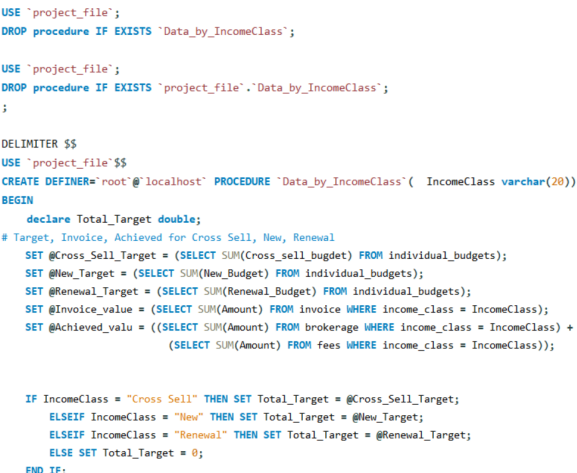 USE `project_file`;
DROP procedure IF EXISTS `Data_by_IncomeClass`;
USE `project_file`;
DROP procedure IF EXISTS `project_file`.`Data_by_IncomeClass`;
;
DELIMITER $$
USE `project_file`$$
CREATE DEFINER=`root`@`localhost` PROCEDURE `Data_by_IncomeClass`(  IncomeClass varchar(20))
BEGIN
    declare Total_Target double;
# Target, Invoice, Achieved for Cross Sell, New, Renewal
    SET @Cross_Sell_Target = (SELECT SUM(Cross_sell_bugdet) FROM individual_budgets);
    SET @New_Target = (SELECT SUM(New_Budget) FROM individual_budgets);
    SET @Renewal_Target = (SELECT SUM(Renewal_Budget) FROM individual_budgets);
    SET @Invoice_value = (SELECT SUM(Amount) FROM invoice WHERE income_class = IncomeClass);
    SET @Achieved_valu = ((SELECT SUM(Amount) FROM brokerage WHERE income_class = IncomeClass) +
                            (SELECT SUM(Amount) FROM fees WHERE income_class = IncomeClass));
    IF IncomeClass = "Cross Sell" THEN SET Total_Target = @Cross_Sell_Target;
        ELSEIF IncomeClass = "New" THEN SET Total_Target = @New_Target;
        ELSEIF IncomeClass = "Renewal" THEN SET Total_Target = @Renewal_Target;
        ELSE SET Total_Target = 0;
    END IF;